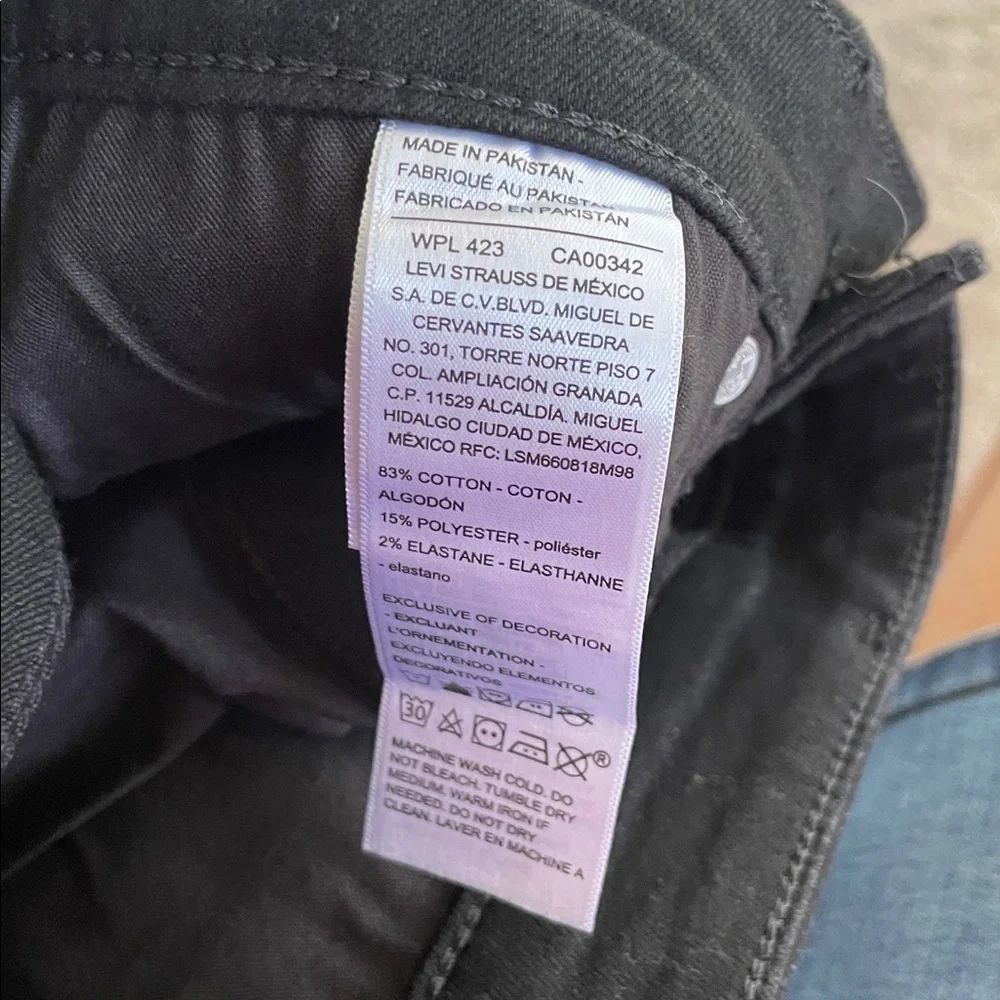 MADE IN PAKISTAN -
FABRIQUÉ AU PAKISTAN
FABRICADO EN PAKISTÁN
WPL 423 CA00342
LEVI STRAUSS DE MÉXICO
S.A. DE C.V.BLVD. MIGUEL DE
CERVANTES SAAVEDRA
NO. 301, TORRE NORTE PISO 7
COL. AMPLIACIÓN GRANADA
C.P. 11529 ALCALDÍA. MIGUEL
HIDALGO CIUDAD DE MÉXICO,
MÉXICO RFC: LSM660818M98
83% COTTON - COTON -
ALGODÓN
15% POLYESTER - poliéster
2% ELASTANE - ELASTHANNE
- elastano
EXCLUSIVE OF DECORATION
- EXCLUANT
L'ORNEMENTATION -
EXCLUYENDO ELEMENTOS
DECORATIVOS
30 ®
MACHINE WASH COLD. DO
NOT BLEACH. TUMBLE DRY
MEDIUM. WARM IRON IF
NEEDED. DO NOT DRY
CLEAN. LAVER EN MACHINE A